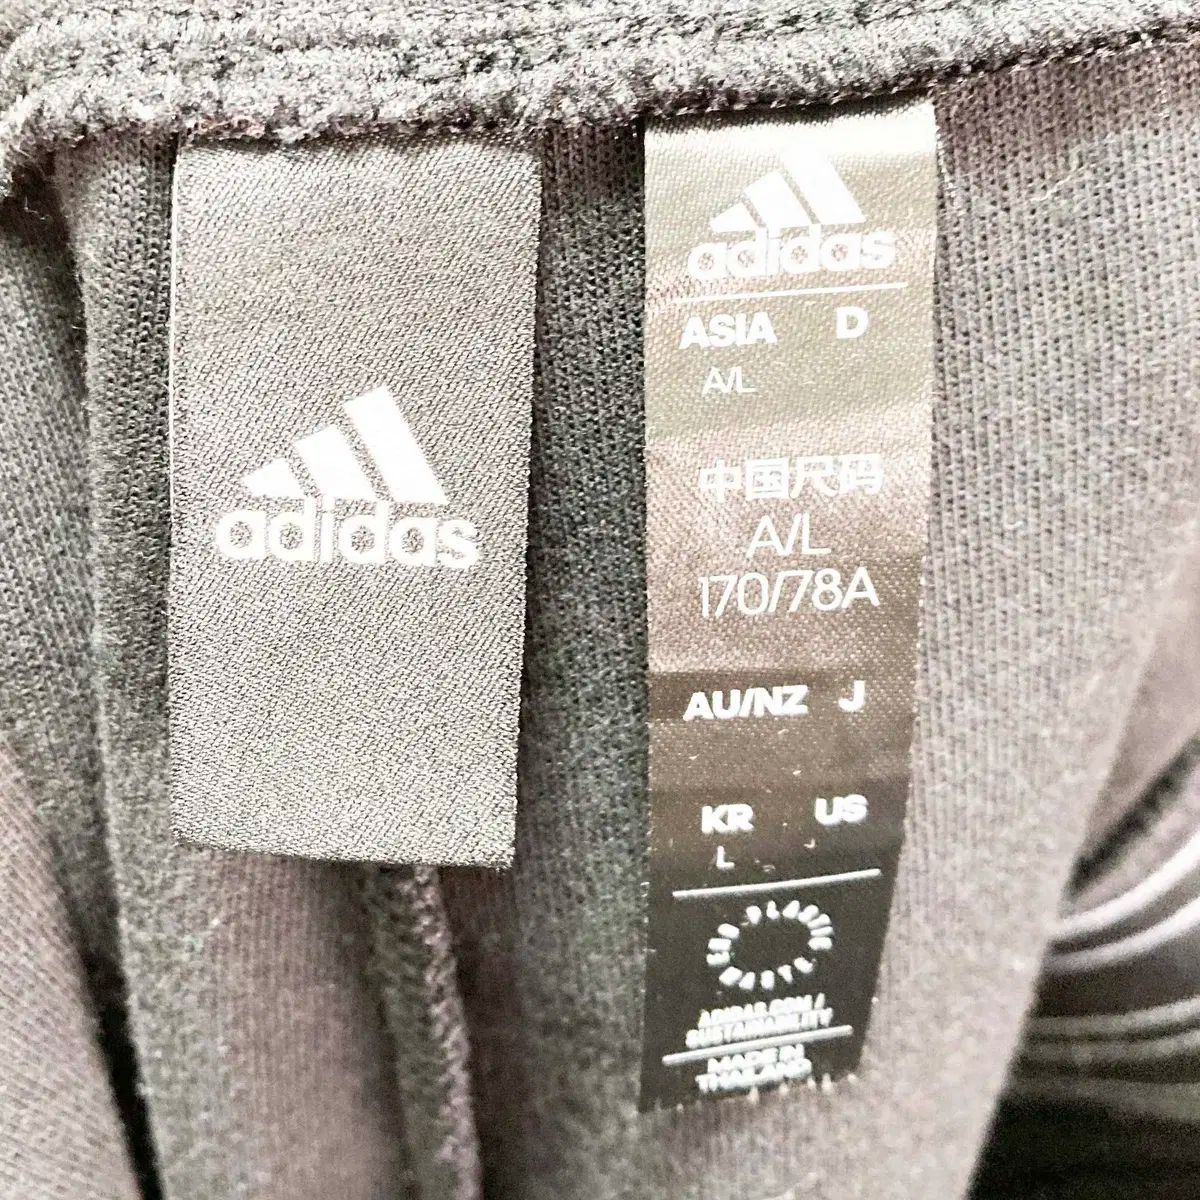 adidas
adidas
ASIA D
A/L
中国尺码
A/L
170/78A
AU/NZ J
KR US
L
END PLASTIC WASTE
ADIDAS.COM/
SUSTAINABILITY
MADE IN
THAILAND